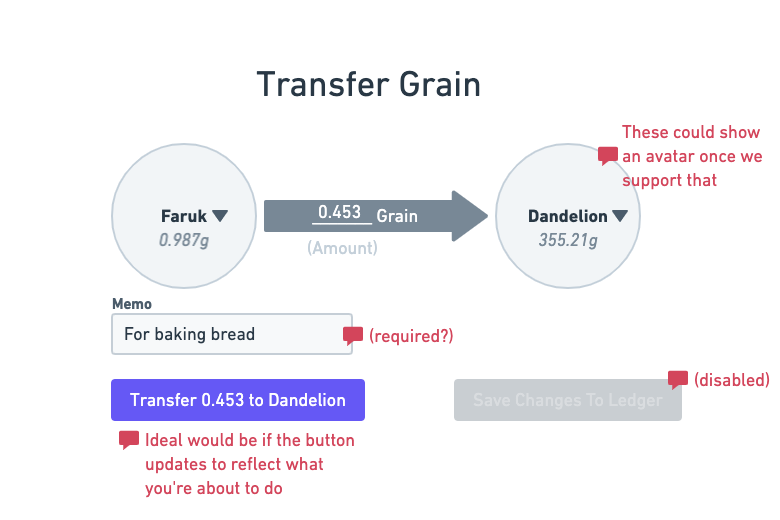 Transfer Grain
These could show
an avatar once we
support that
Faruk
0.987g
0.453 Grain
(Amount)
Dandelion
355.21g
Memo
For baking bread
(required?)
Transfer 0.453 to Dandelion
Save Changes To Ledger
(disabled)
Ideal would be if the button
updates to reflect what
you're about to do